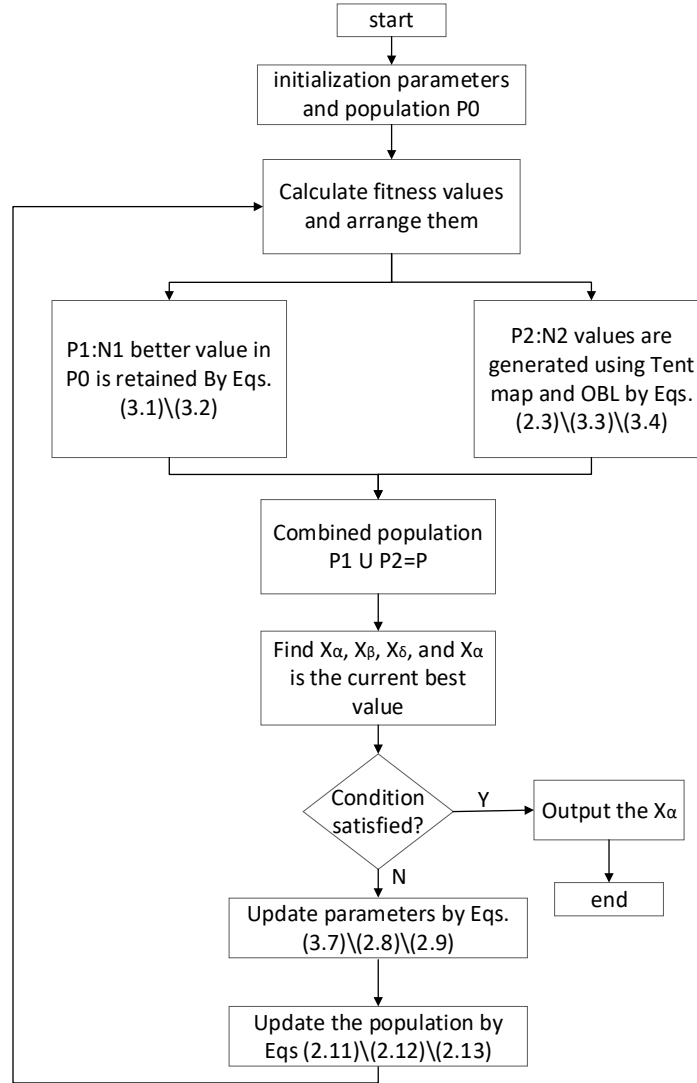 start
initialization parameters
and population P0
Calculate fitness values
and arrange them
P1:N1 better value in
P0 is retained By Eqs.
(3.1)\(3.2)
P2:N2 values are
generated using Tent
map and OBL by Eqs.
(2.3)\(3.3)\(3.4)
Combined population
P1 U P2=P
Find Xα, Xβ, Xδ, and Xα
is the current best
value
Condition
satisfied?
Y
Output the Xα
end
N
Update parameters by Eqs.
(3.7)\(2.8)\(2.9)
Update the population by
Eqs (2.11)\(2.12)\(2.13)